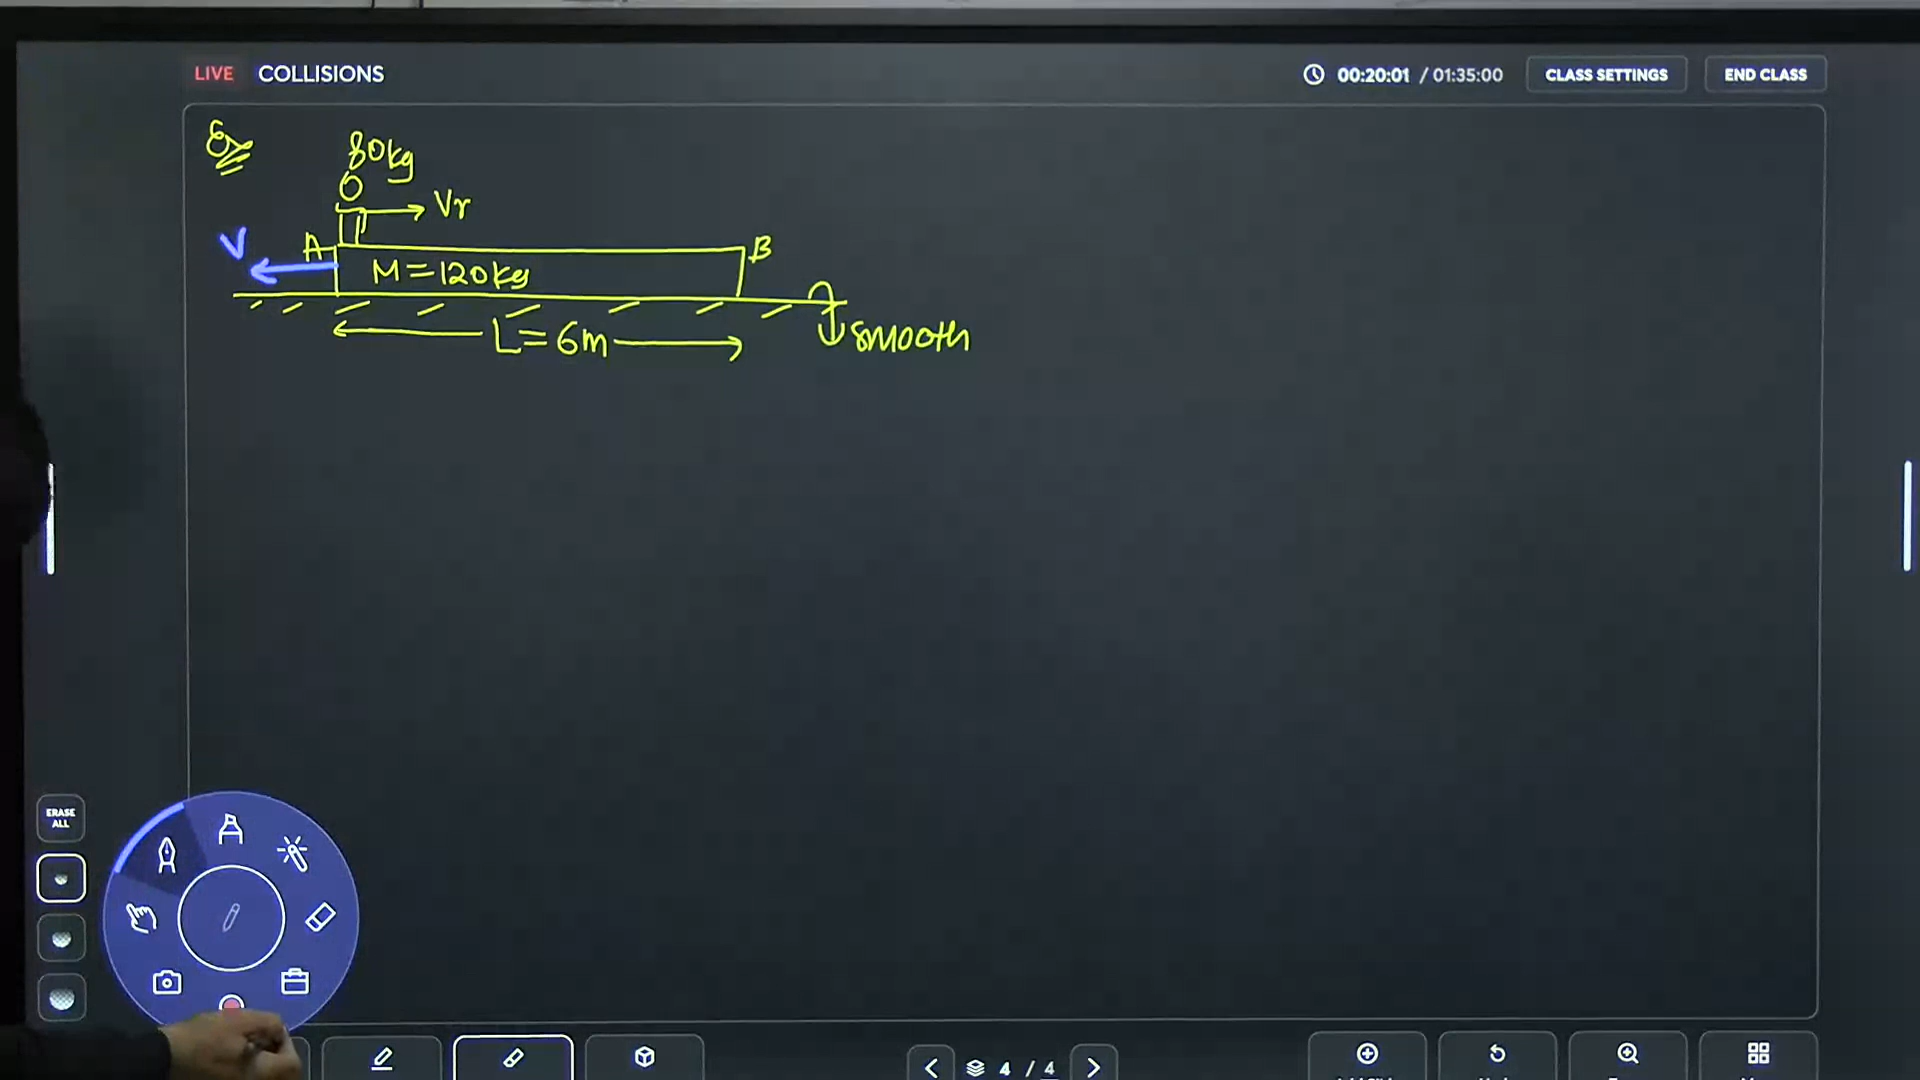 LIVE COLLISIONS
00:20:01 / 01:35:00
CLASS SETTINGS
END CLASS
80kg
Vr
V
A
B
M=120kg
L=6m
smooth
ERASE ALL
4 / 4